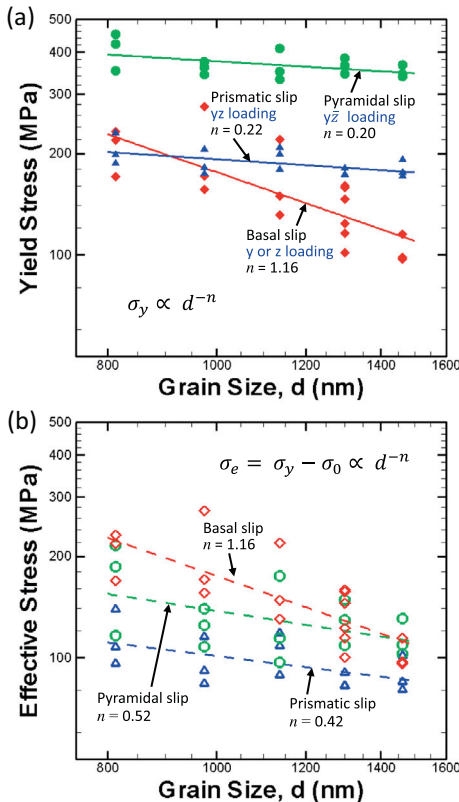 (a)
500
400
300
200
100
Yield Stress (MPa)
Prismatic slip
yz loading
n = 0.22
Pyramidal slip
yz̄ loading
n = 0.20
Basal slip
y or z loading
n = 1.16
σy ∝ d⁻ⁿ
800 1000 1200 1400 1600
Grain Size, d (nm)
(b)
500
400
300
200
100
Effective Stress (MPa)
σe = σy − σ0 ∝ d⁻ⁿ
Basal slip
n = 1.16
Pyramidal slip
n = 0.52
Prismatic slip
n = 0.42
800 1000 1200 1400 1600
Grain Size, d (nm)